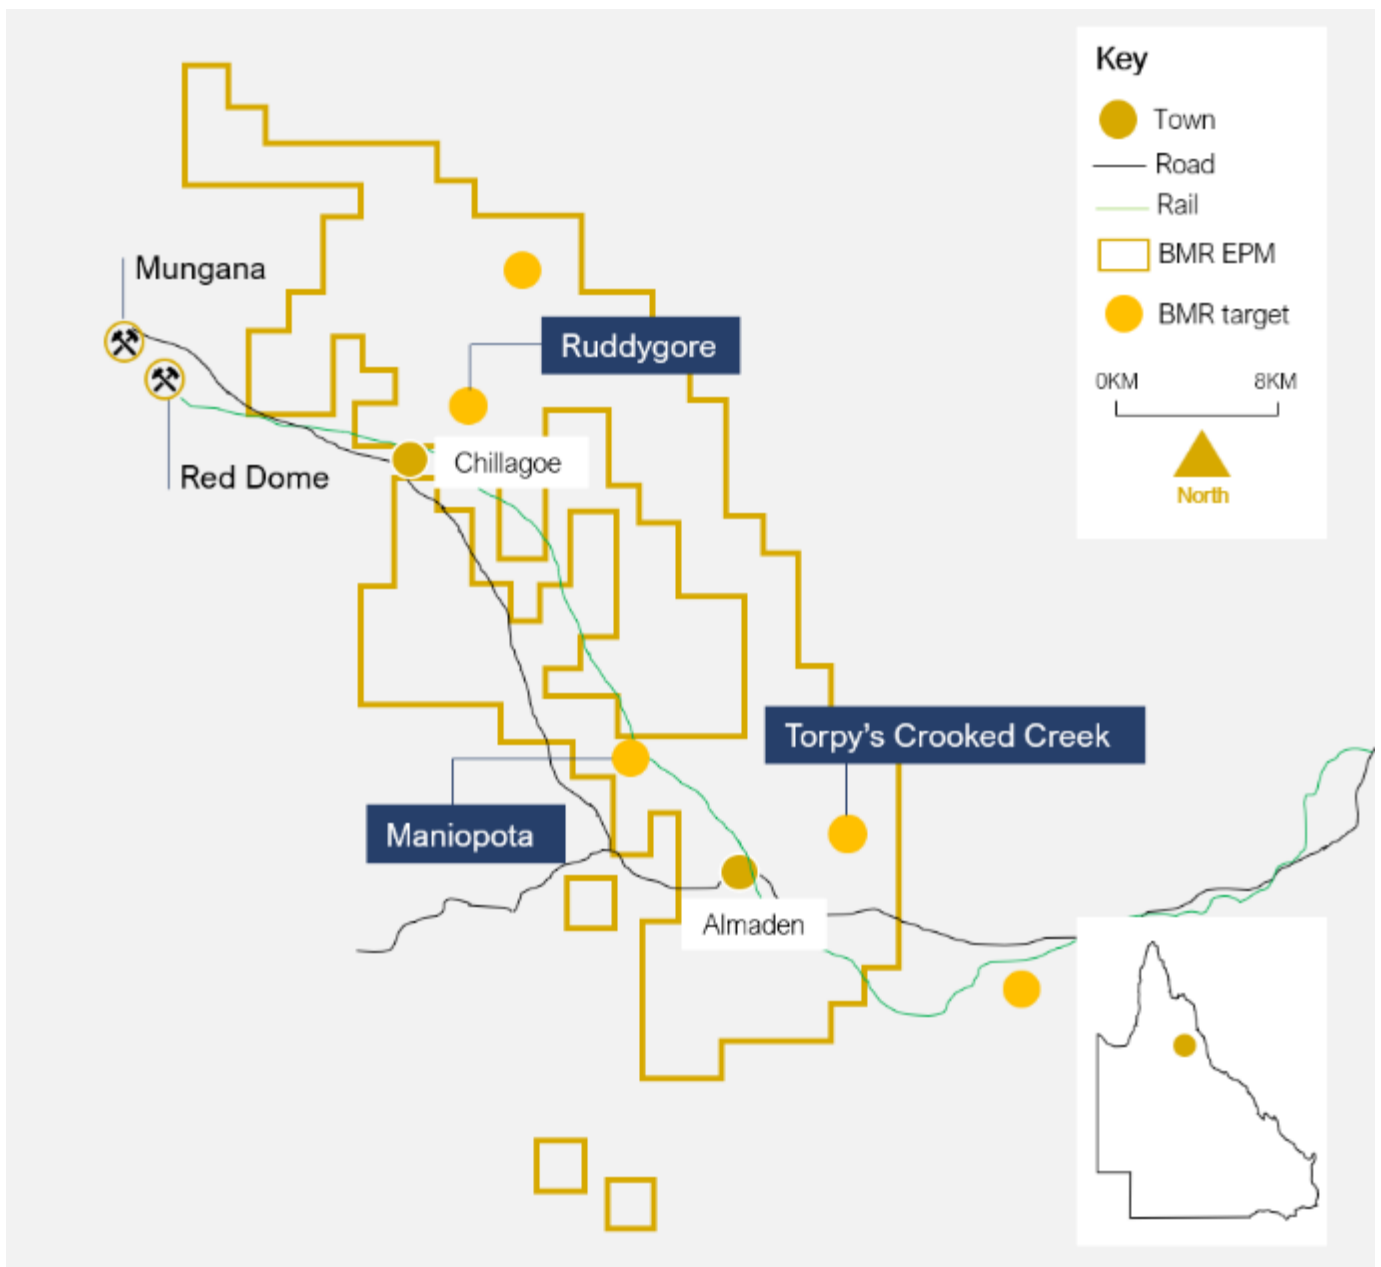 Key
Town
Road
Rail
BMR EPM
BMR target
0KM 8KM
North
Mungana
Ruddygore
Red Dome
Chillagoe
Torpy's Crooked Creek
Maniopota
Almaden